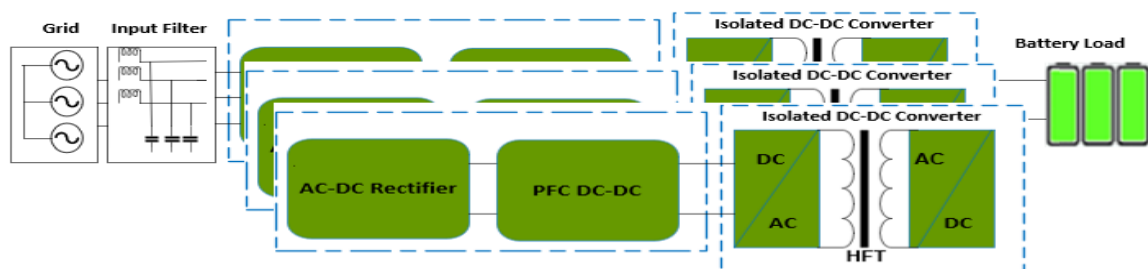 Grid
Input Filter
Isolated DC-DC Converter
Battery Load
Isolated DC-DC Converter
Isolated DC-DC Converter
AC-DC Rectifier
PFC DC-DC
DC
AC
AC
DC
HFT